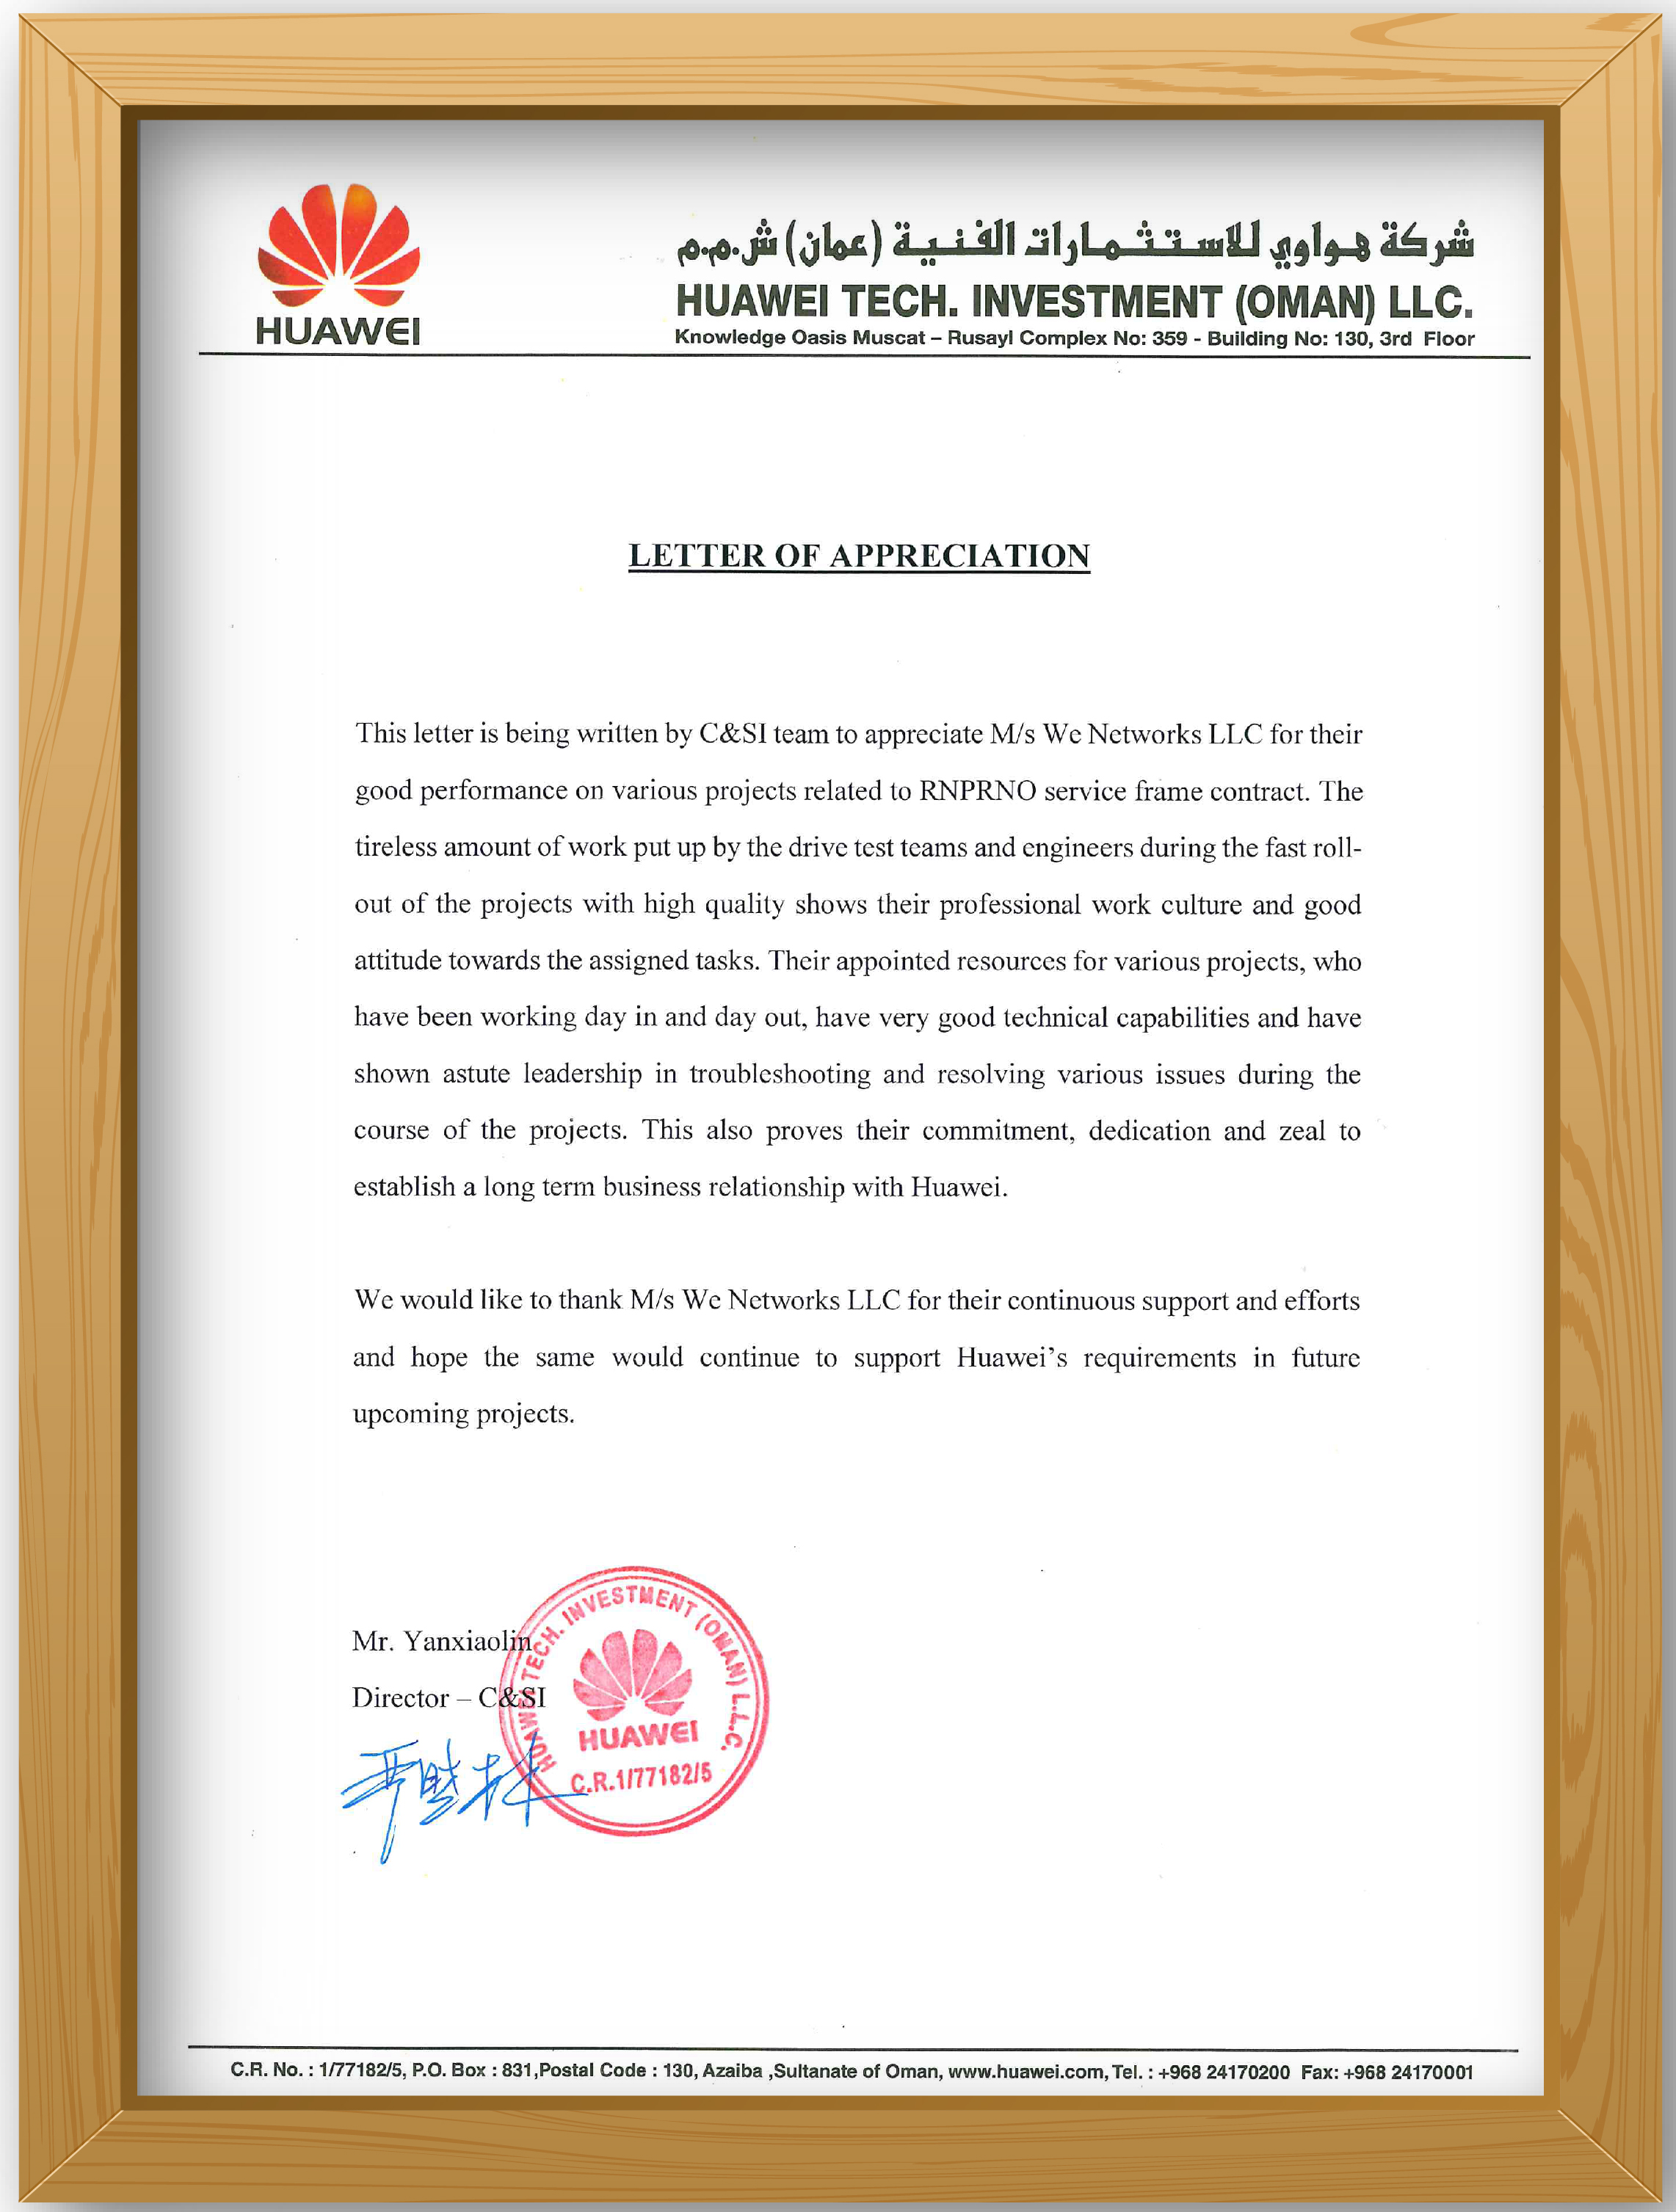 HUAWEI
شركة هواوي للاستثمارات الفنية (عمان) ش.م.م
HUAWEI TECH. INVESTMENT (OMAN) LLC.
Knowledge Oasis Muscat – Rusayl Complex No: 359 - Building No: 130, 3rd Floor
LETTER OF APPRECIATION
This letter is being written by C&SI team to appreciate M/s We Networks LLC for their
good performance on various projects related to RNPRNO service frame contract. The
tireless amount of work put up by the drive test teams and engineers during the fast roll-
out of the projects with high quality shows their professional work culture and good
attitude towards the assigned tasks. Their appointed resources for various projects, who
have been working day in and day out, have very good technical capabilities and have
shown astute leadership in troubleshooting and resolving various issues during the
course of the projects. This also proves their commitment, dedication and zeal to
establish a long term business relationship with Huawei.
We would like to thank M/s We Networks LLC for their continuous support and efforts
and hope the same would continue to support Huawei's requirements in future
upcoming projects.
Mr. Yanxiaolin
Director – C&SI
严晓林
HUAWEI TECH. INVESTMENT (OMAN) L.L.C.
HUAWEI
C.R.1/77182/5
C.R. No. : 1/77182/5, P.O. Box : 831,Postal Code : 130, Azaiba ,Sultanate of Oman, www.huawei.com, Tel. : +968 24170200 Fax: +968 24170001